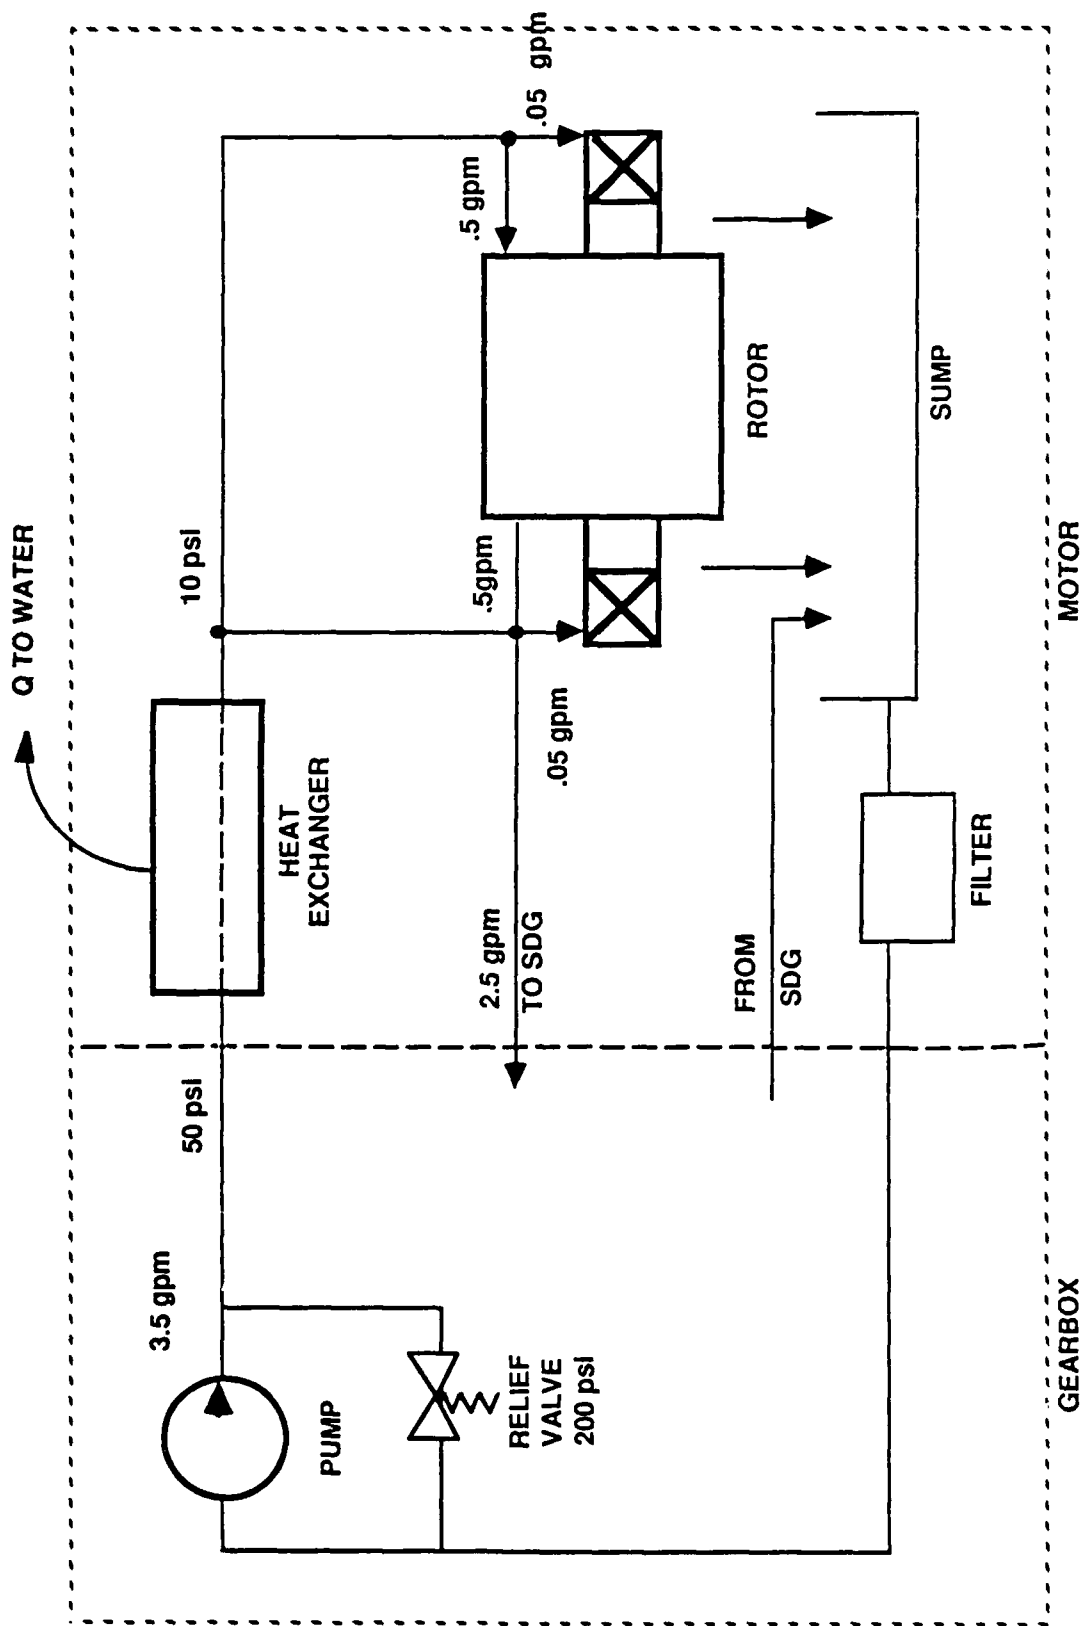 Q TO WATER
3.5 gpm
50 psi
10 psi
HEAT
EXCHANGER
PUMP
RELIEF
VALVE
200 psi
2.5 gpm
TO SDG
.05 gpm
.5gpm
.5 gpm
.05 gpm
ROTOR
FROM
SDG
FILTER
SUMP
GEARBOX
MOTOR